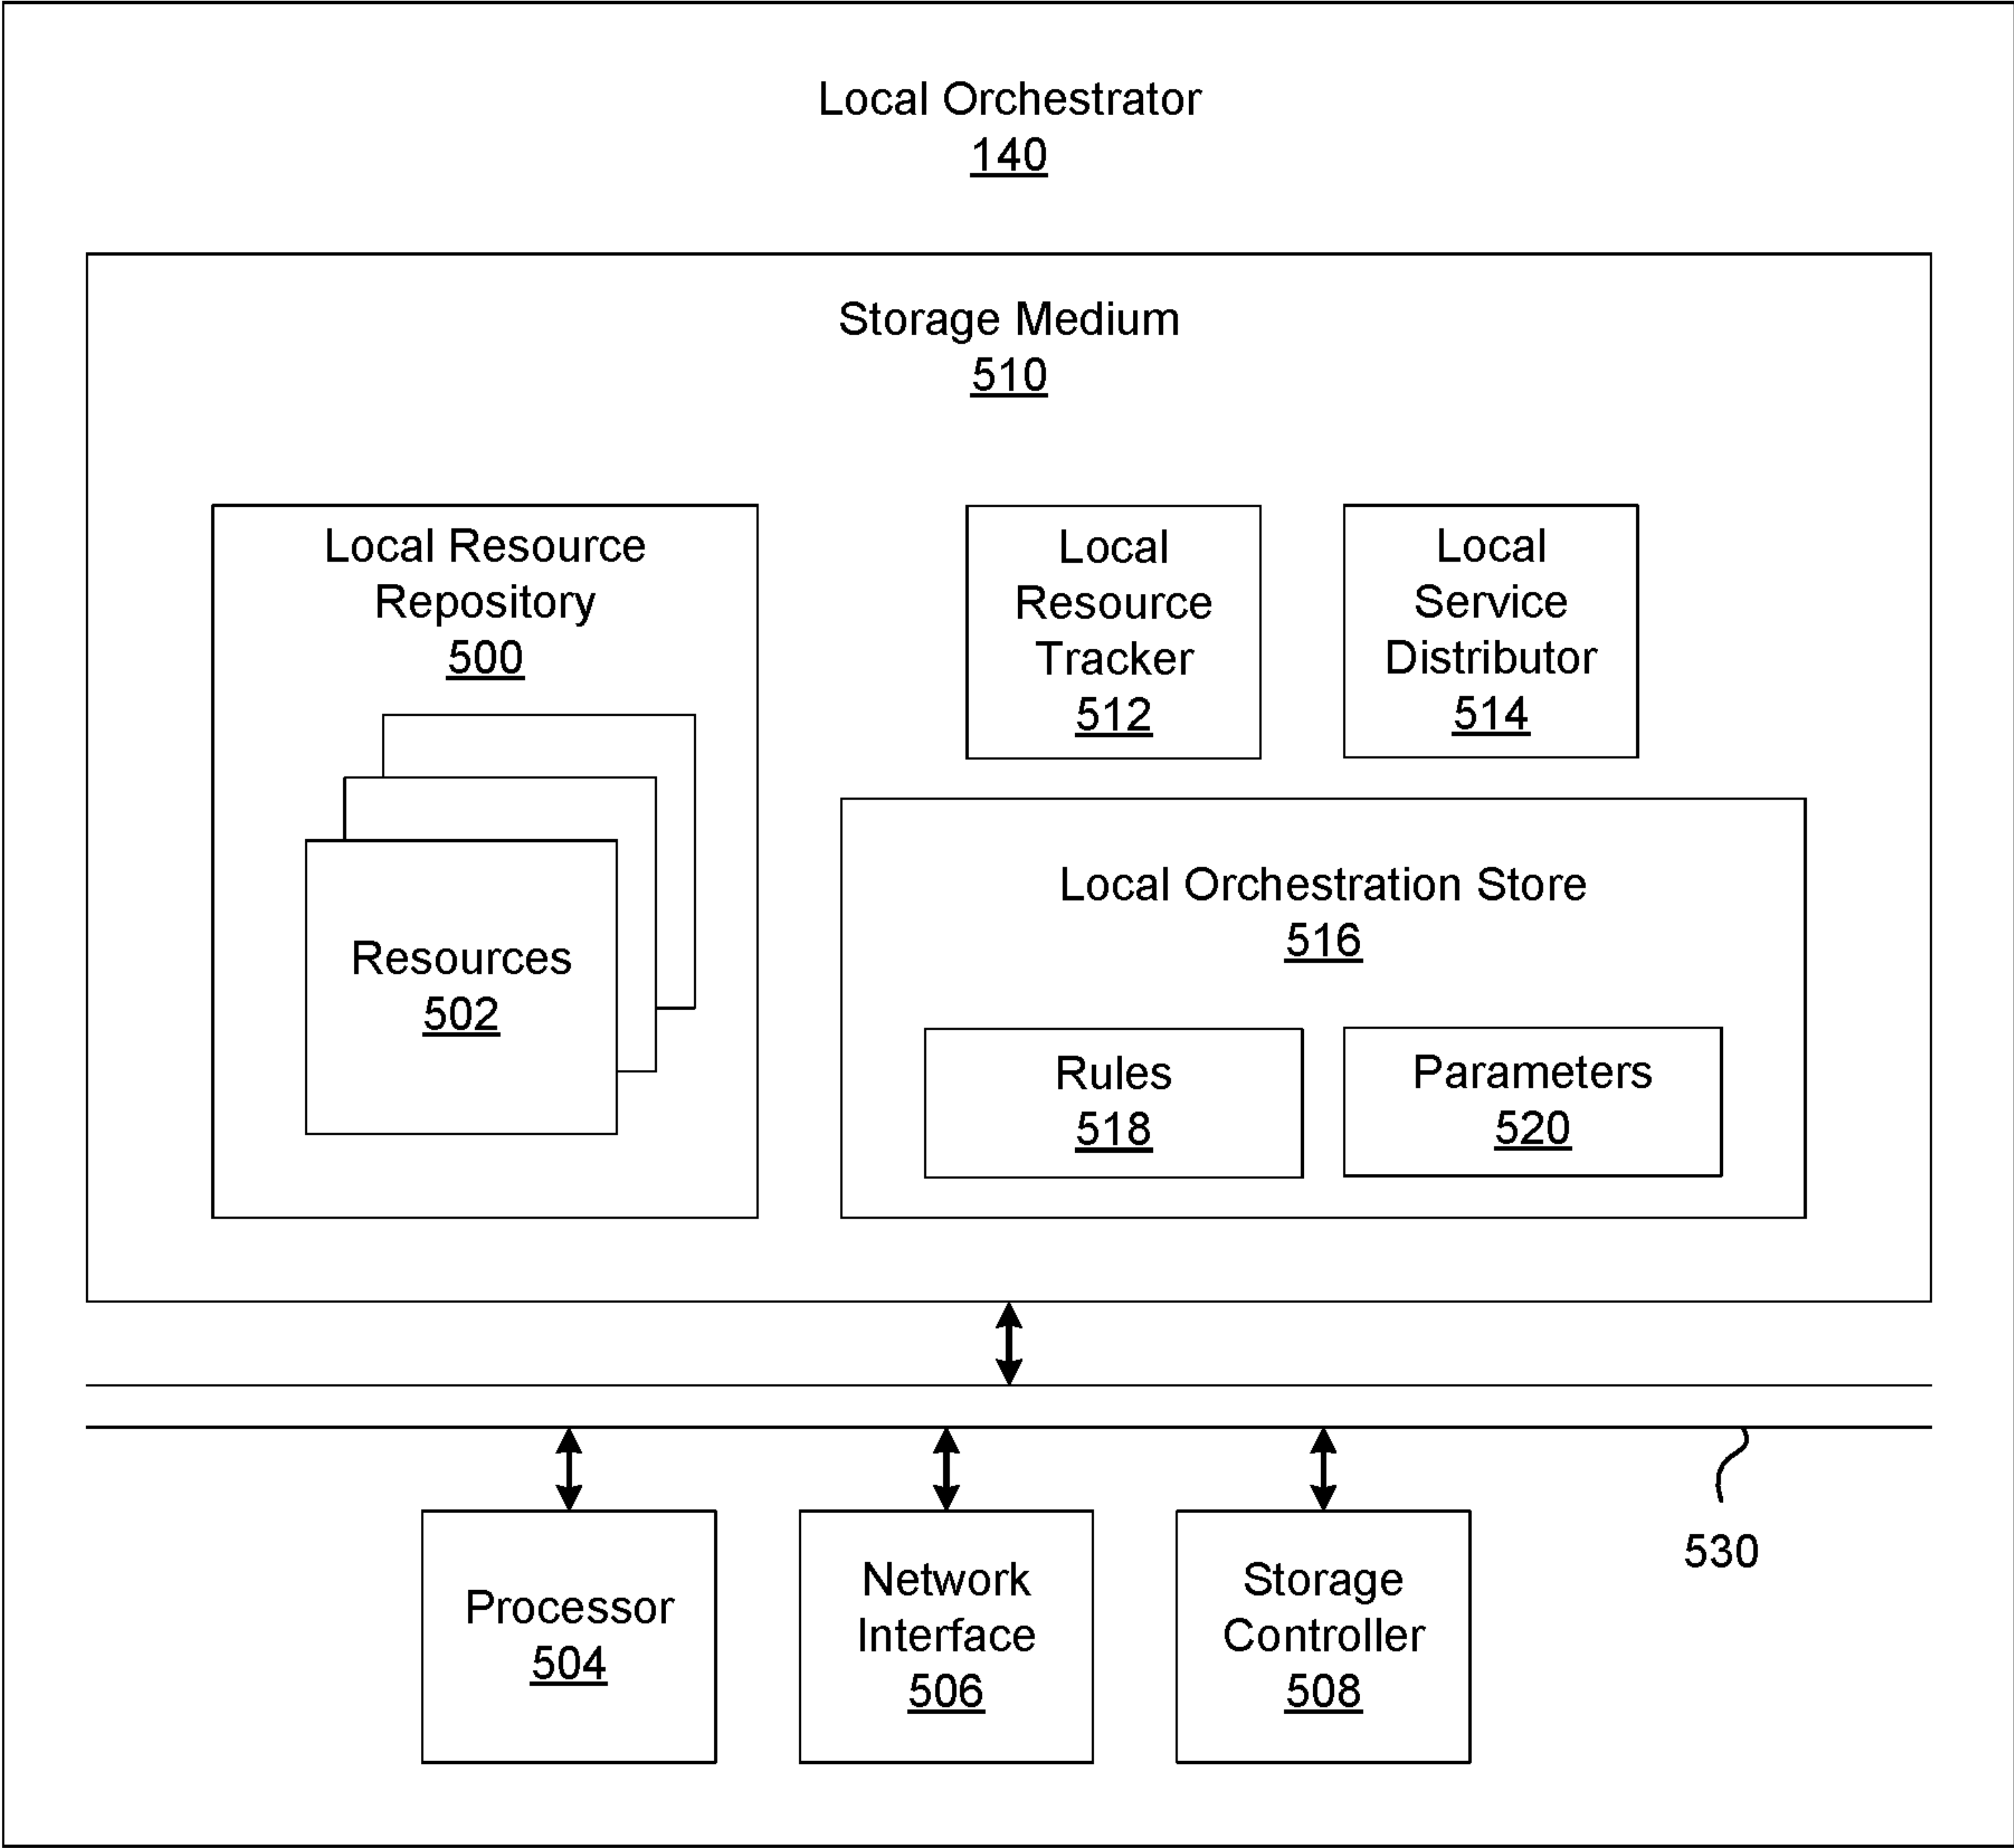 Local Orchestrator
140
Storage Medium
510
Local Resource
Repository
500
Resources
502
Local
Resource
Tracker
512
Local
Service
Distributor
514
Local Orchestration Store
516
Rules
518
Parameters
520
530
Processor
504
Network
Interface
506
Storage
Controller
508